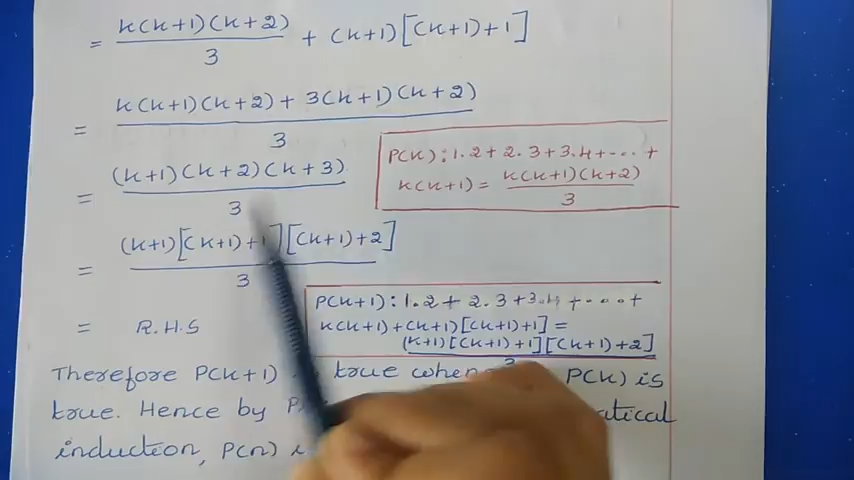 = k(k+1)(k+2)/3 + (k+1)[(k+1)+1]
= k(k+1)(k+2) + 3(k+1)(k+2)/3
= (k+1)(k+2)(k+3)/3
P(k): 1.2+2.3+3.4+---+
k(k+1) = k(k+1)(k+2)/3
= (k+1)[(k+1)+1][(k+1)+2]/3
= R.H.S
P(k+1): 1.2+2.3+3.4+----+
k(k+1)+(k+1)[(k+1)+1] =
(k+1)[(k+1)+1][(k+1)+2]
3
Therefore P(k+1) true when P(k) is
true. Hence by
induction, P(n)